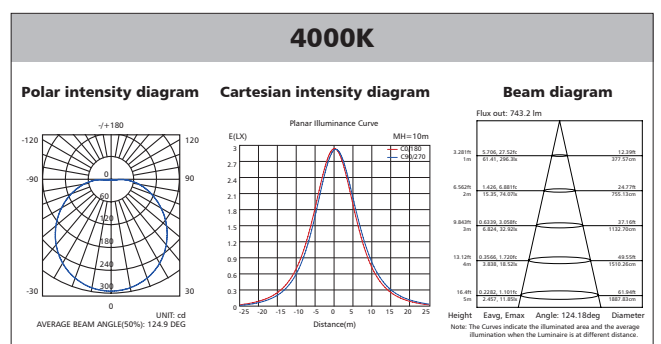 4000K
Polar intensity diagram
-/+180
-120
120
-90
90
0
60
120
180
240
300
-30
30
0
UNIT: cd
AVERAGE BEAM ANGLE(50%): 124.9 DEG
Cartesian intensity diagram
Planar Illuminance Curve
E(LX)
MH=10m
C0/180
C90/270
3
2.7
2.4
2.1
1.8
1.5
1.2
0.9
0.6
0.3
0
-25 -20 -15 -10 -5 0 5 10 15 20 25
Distance(m)
Beam diagram
Flux out: 743.2 lm
3.281ft 5.706, 27.52fc 12.39ft
1m 61.41, 296.3lx 377.57cm
6.562ft 1.426, 6.881fc 24.77ft
2m 15.35, 74.07lx 755.13cm
9.843ft 0.6339, 3.058fc 37.16ft
3m 6.824, 32.92lx 1132.70cm
13.12ft 0.3566, 1.720fc 49.55ft
4m 3.838, 18.52lx 1510.26cm
16.4ft 0.2282, 1.101fc 61.94ft
5m 2.457, 11.85lx 1887.83cm
Height Eavg, Emax Angle: 124.18deg Diameter
Note: The Curves indicate the illuminated area and the average
illumination when the Luminaire is at different distance.